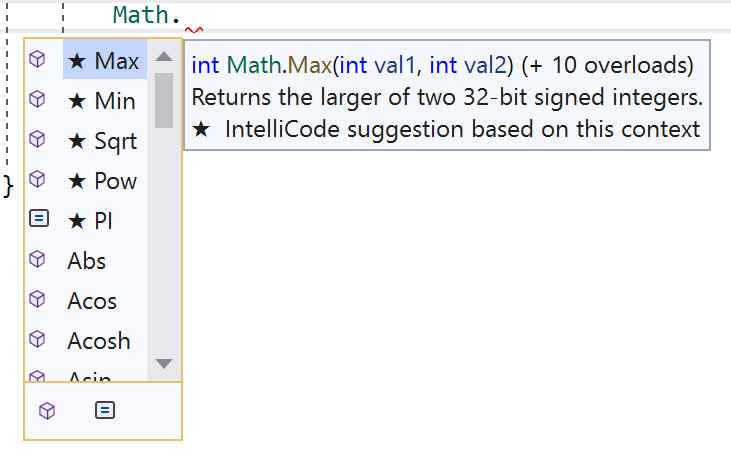 Math.
★ Max
★ Min
★ Sqrt
★ Pow
★ PI
Abs
Acos
Acosh
Asin
int Math.Max(int val1, int val2) (+ 10 overloads)
Returns the larger of two 32-bit signed integers.
★ IntelliCode suggestion based on this context
}